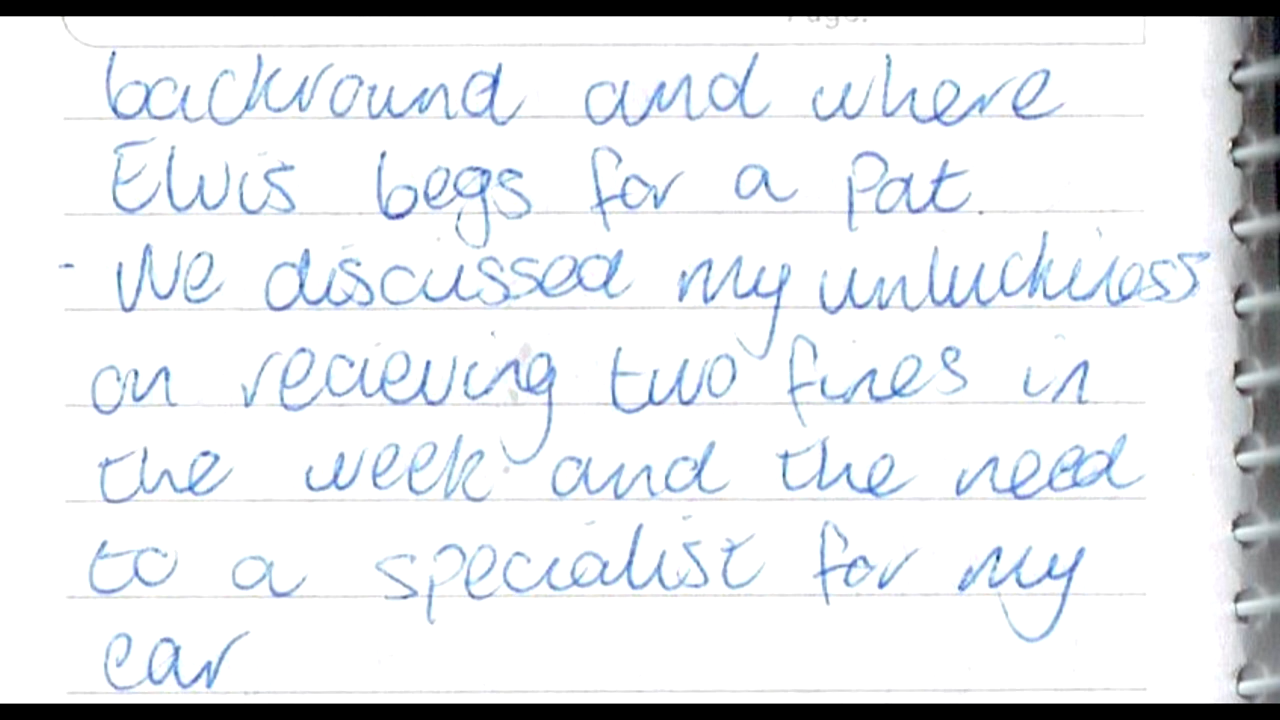 backround and where
Elvis begs for a Pat.
- We discussed my unluckiness
on recieving two fines in
the week and the need
to a specialist for my
ear